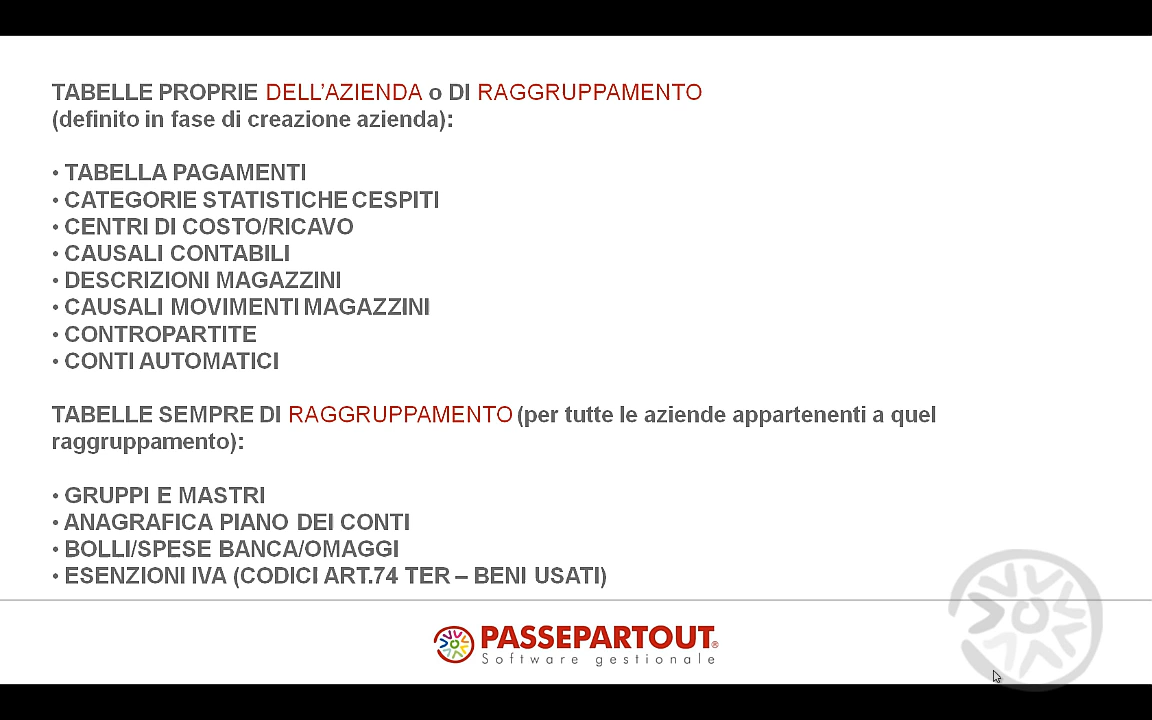 TABELLE PROPRIE DELL’AZIENDA o DI RAGGRUPPAMENTO
(definito in fase di creazione azienda):
• TABELLA PAGAMENTI
• CATEGORIE STATISTICHE CESPITI
• CENTRI DI COSTO/RICAVO
• CAUSALI CONTABILI
• DESCRIZIONI MAGAZZINI
• CAUSALI MOVIMENTI MAGAZZINI
• CONTROPARTITE
• CONTI AUTOMATICI
TABELLE SEMPRE DI RAGGRUPPAMENTO (per tutte le aziende appartenenti a quel
raggruppamento):
• GRUPPI E MASTRI
• ANAGRAFICA PIANO DEI CONTI
• BOLLI/SPESE BANCA/OMAGGI
• ESENZIONI IVA (CODICI ART.74 TER – BENI USATI)
PASSEPARTOUT®
Software gestionale